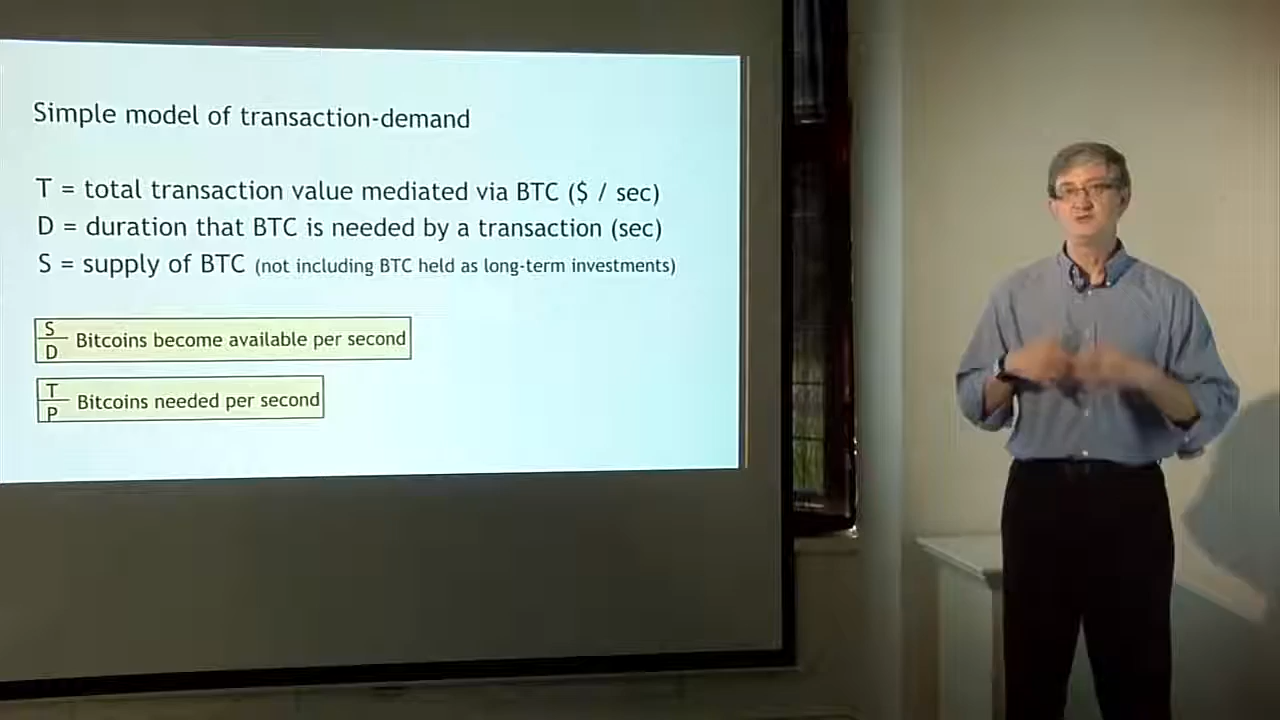 Simple model of transaction-demand
T = total transaction value mediated via BTC ($ / sec)
D = duration that BTC is needed by a transaction (sec)
S = supply of BTC (not including BTC held as long-term investments)
S
D
Bitcoins become available per second
T
P
Bitcoins needed per second